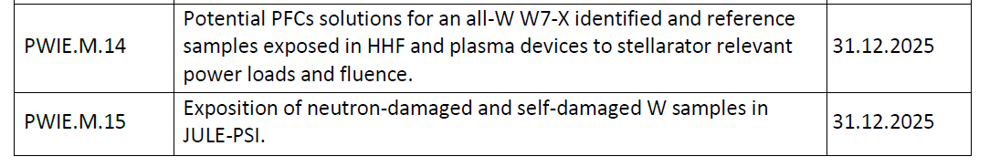 Potential PFCs solutions for an all-W W7-X identified and reference
PWIE.M.14 samples exposed in HHF and plasma devices to stellarator relevant 31.12.2025
power loads and fluence.
Exposition of neutron-damaged and self-damaged W samples in
PWIE.M.15 31.12.2025
JULE-PSI.